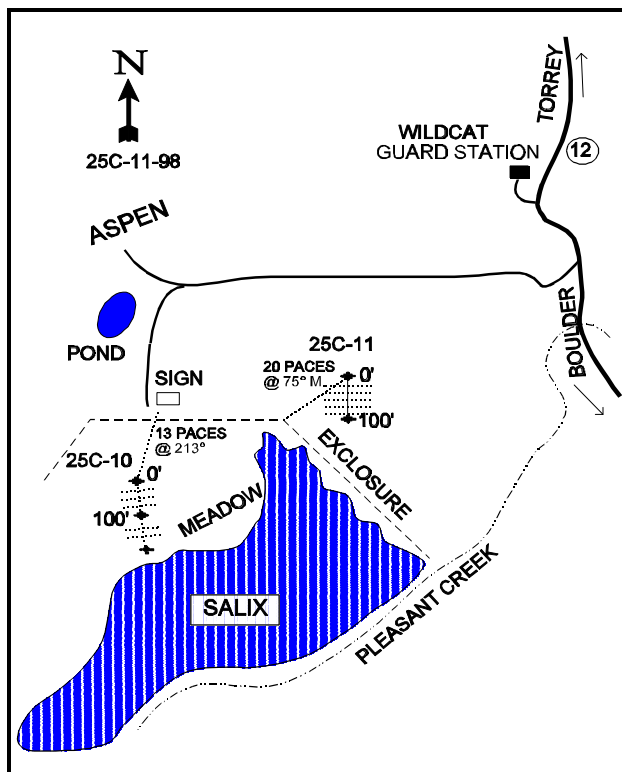 N
25C-11-98
TORREY
WILDCAT
GUARD STATION
12
ASPEN
POND
BOULDER
25C-11
20 PACES
@ 75° M
0'
100'
SIGN
13 PACES
@ 213°
25C-10
0'
100'
EXCLOSURE
MEADOW
SALIX
PLEASANT CREEK